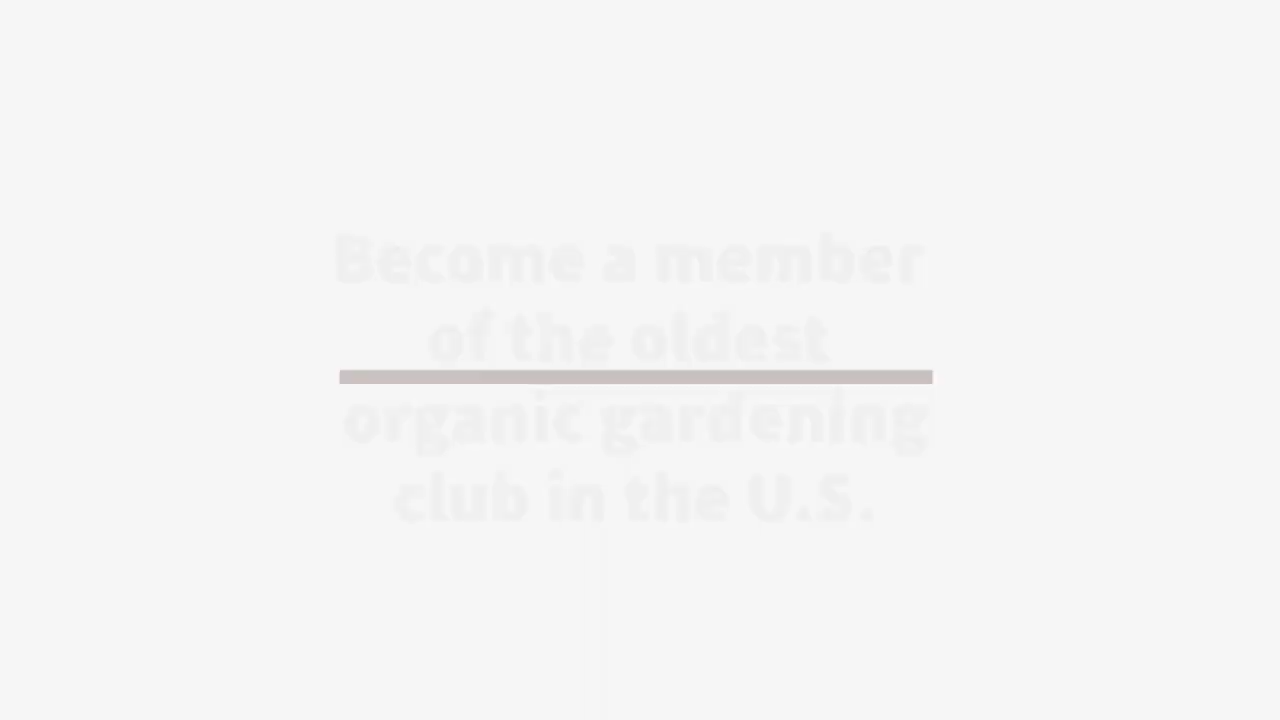 Become a member
of the oldest
organic gardening
club in the U.S.